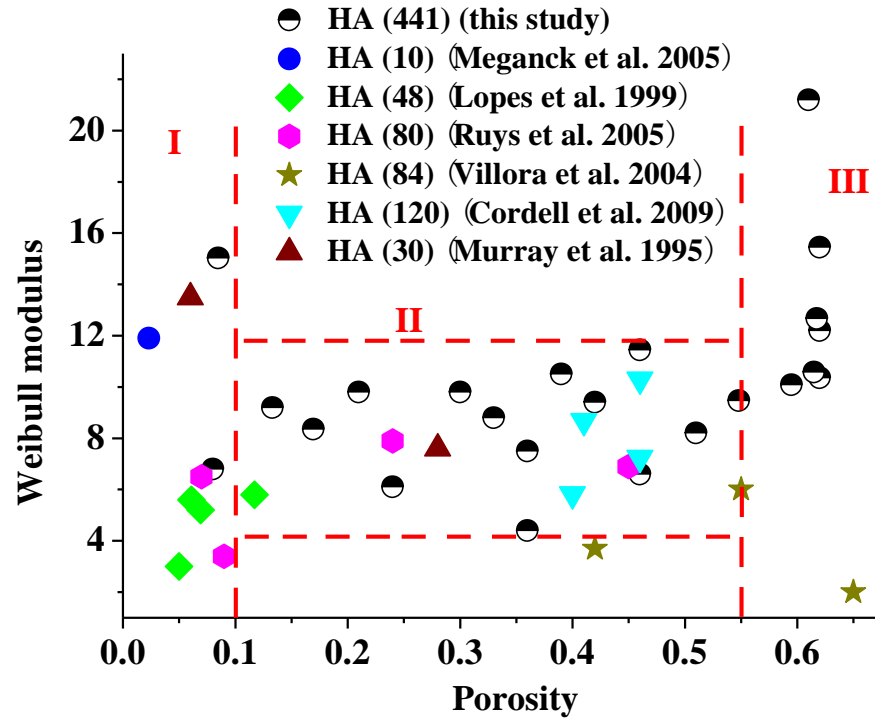 HA (441) (this study)
HA (10) (Meganck et al. 2005)
HA (48) (Lopes et al. 1999)
HA (80) (Ruys et al. 2005)
HA (84) (Villora et al. 2004)
HA (120) (Cordell et al. 2009)
HA (30) (Murray et al. 1995)
I
II
III
20
16
12
8
4
Weibull modulus
0.0 0.1 0.2 0.3 0.4 0.5 0.6
Porosity